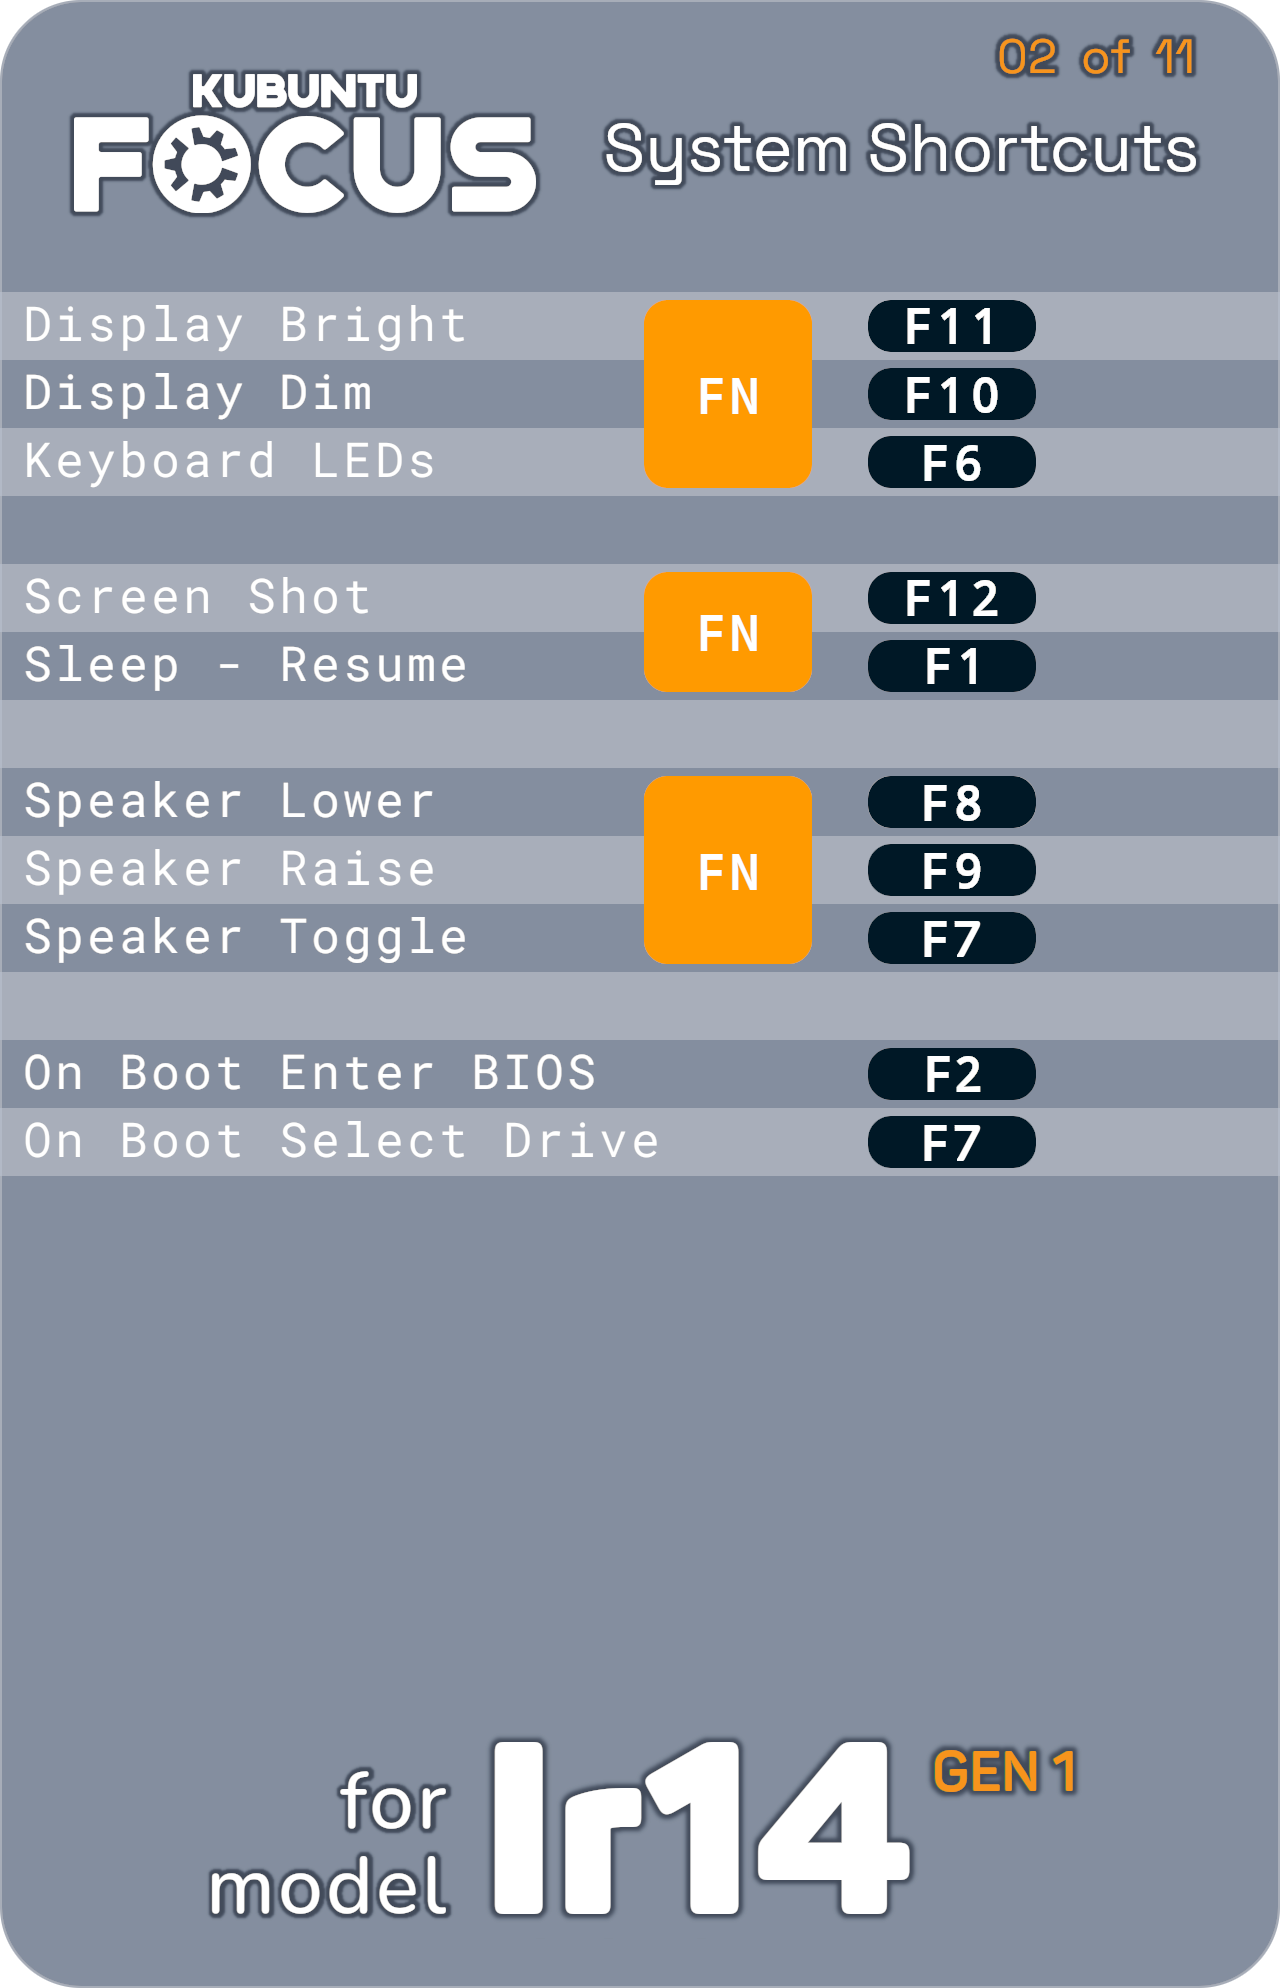 02 of 11
KUBUNTU
FOCUS
System Shortcuts
Display Bright F11
Display Dim FN F10
Keyboard LEDs F6
Screen Shot F12
FN
Sleep - Resume F1
Speaker Lower F8
Speaker Raise FN F9
Speaker Toggle F7
On Boot Enter BIOS F2
On Boot Select Drive F7
for model Ir14 GEN 1